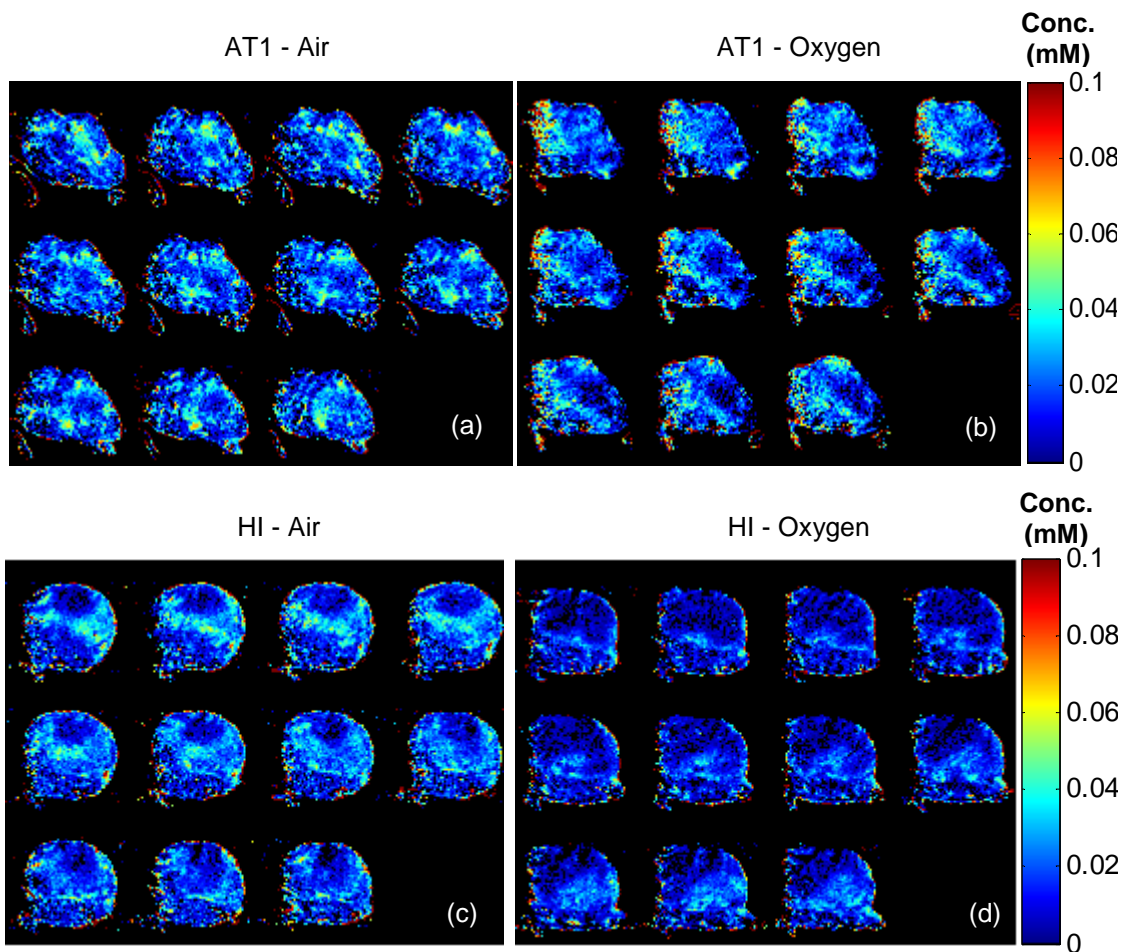 AT1 - Air
AT1 - Oxygen
Conc.
(mM)
0.1
0.08
0.06
0.04
0.02
0
(a)
(b)
HI - Air
HI - Oxygen
Conc.
(mM)
0.1
0.08
0.06
0.04
0.02
0
(c)
(d)